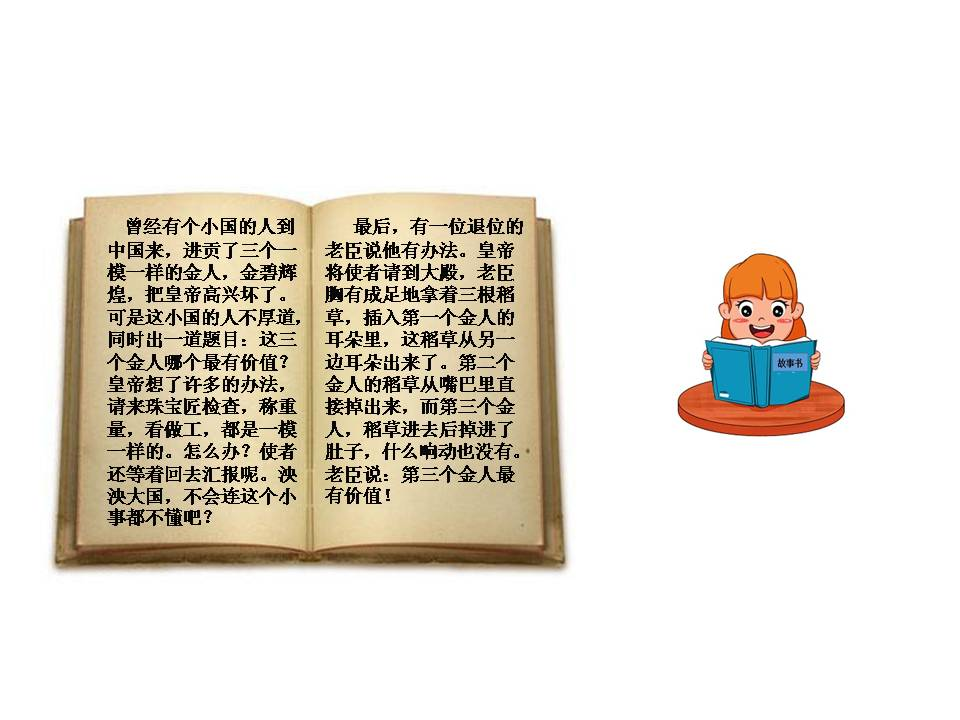 曾经有个小国的人到
中国来，进贡了三个一
模一样的金人，金碧辉
煌，把皇帝高兴坏了。
可是这小国的人不厚道，
同时出一道题目：这三
个金人哪个最有价值？
皇帝想了许多的办法，
请来珠宝匠检查，称重
量，看做工，都是一模
一样的。怎么办？使者
还等着回去汇报呢。泱
泱大国，不会连这个小
事都不懂吧？
最后，有一位退位的
老臣说他有办法。皇帝
将使者请到大殿，老臣
胸有成足地拿着三根稻
草，插入第一个金人的
耳朵里，这稻草从另一
边耳朵出来了。第二个
金人的稻草从嘴巴里直
接掉出来，而第三个金
人，稻草进去后掉进了
肚子，什么响动也没有。
老臣说：第三个金人最
有价值！
故事书